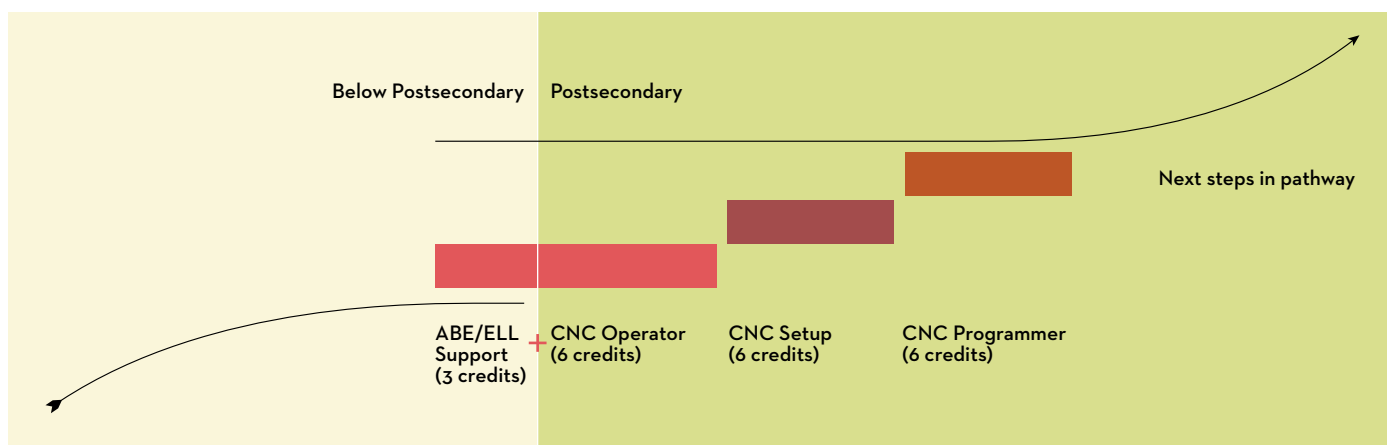 Below Postsecondary
Postsecondary
Next steps in pathway
ABE/ELL
Support
(3 credits)
+
CNC Operator
(6 credits)
CNC Setup
(6 credits)
CNC Programmer
(6 credits)